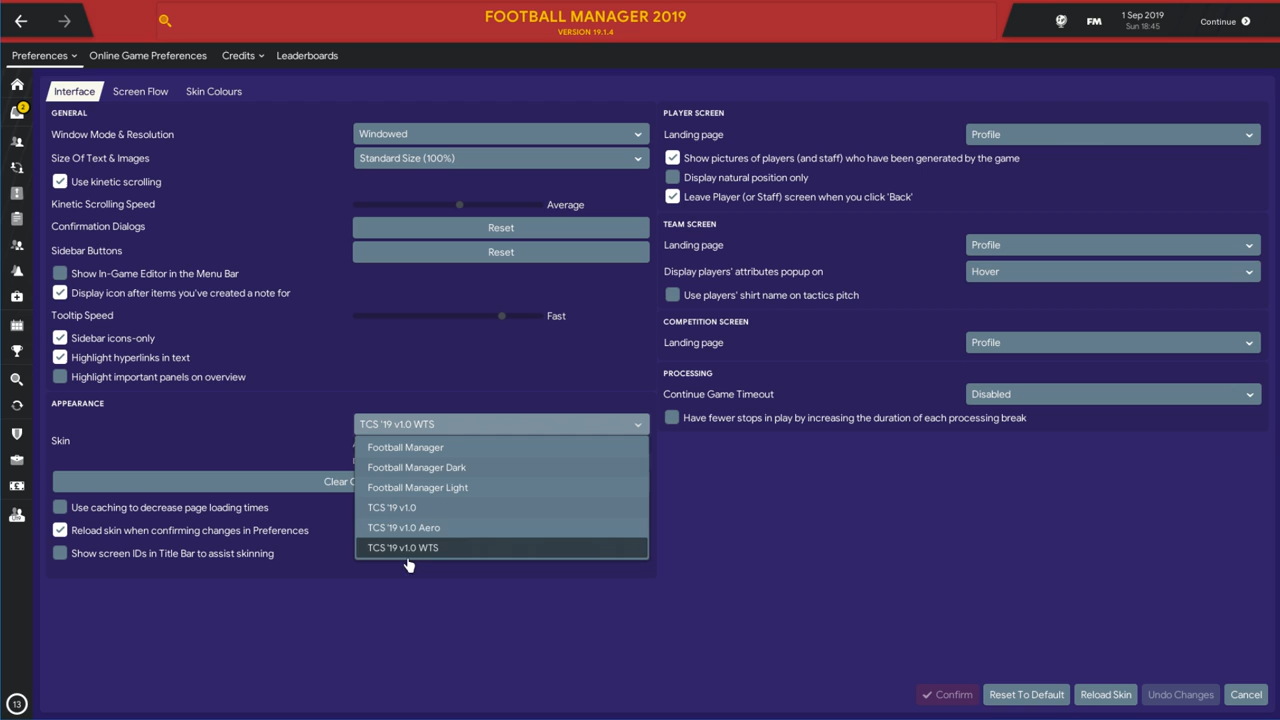 FOOTBALL MANAGER 2019
VERSION 19.1.4
FM
1 Sep 2019
Sun 18:45
Continue
Preferences
Online Game Preferences
Credits
Leaderboards
2
Interface
Screen Flow
Skin Colours
GENERAL
Window Mode & Resolution
Windowed
Size Of Text & Images
Standard Size (100%)
Use kinetic scrolling
Kinetic Scrolling Speed
Average
Confirmation Dialogs
Reset
Sidebar Buttons
Reset
Show In-Game Editor in the Menu Bar
Display icon after items you've created a note for
Tooltip Speed
Fast
Sidebar icons-only
Highlight hyperlinks in text
Highlight important panels on overview
APPEARANCE
TCS '19 v1.0 WTS
Skin
Football Manager
Football Manager Dark
Football Manager Light
TCS '19 v1.0
TCS '19 v1.0 Aero
TCS '19 v1.0 WTS
Clear
Use caching to decrease page loading times
Reload skin when confirming changes in Preferences
Show screen IDs in Title Bar to assist skinning
PLAYER SCREEN
Landing page
Profile
Show pictures of players (and staff) who have been generated by the game
Display natural position only
Leave Player (or Staff) screen when you click 'Back'
TEAM SCREEN
Landing page
Profile
Display players' attributes popup on
Hover
Use players' shirt name on tactics pitch
COMPETITION SCREEN
Landing page
Profile
PROCESSING
Continue Game Timeout
Disabled
Have fewer stops in play by increasing the duration of each processing break
13
Confirm
Reset To Default
Reload Skin
Undo Changes
Cancel